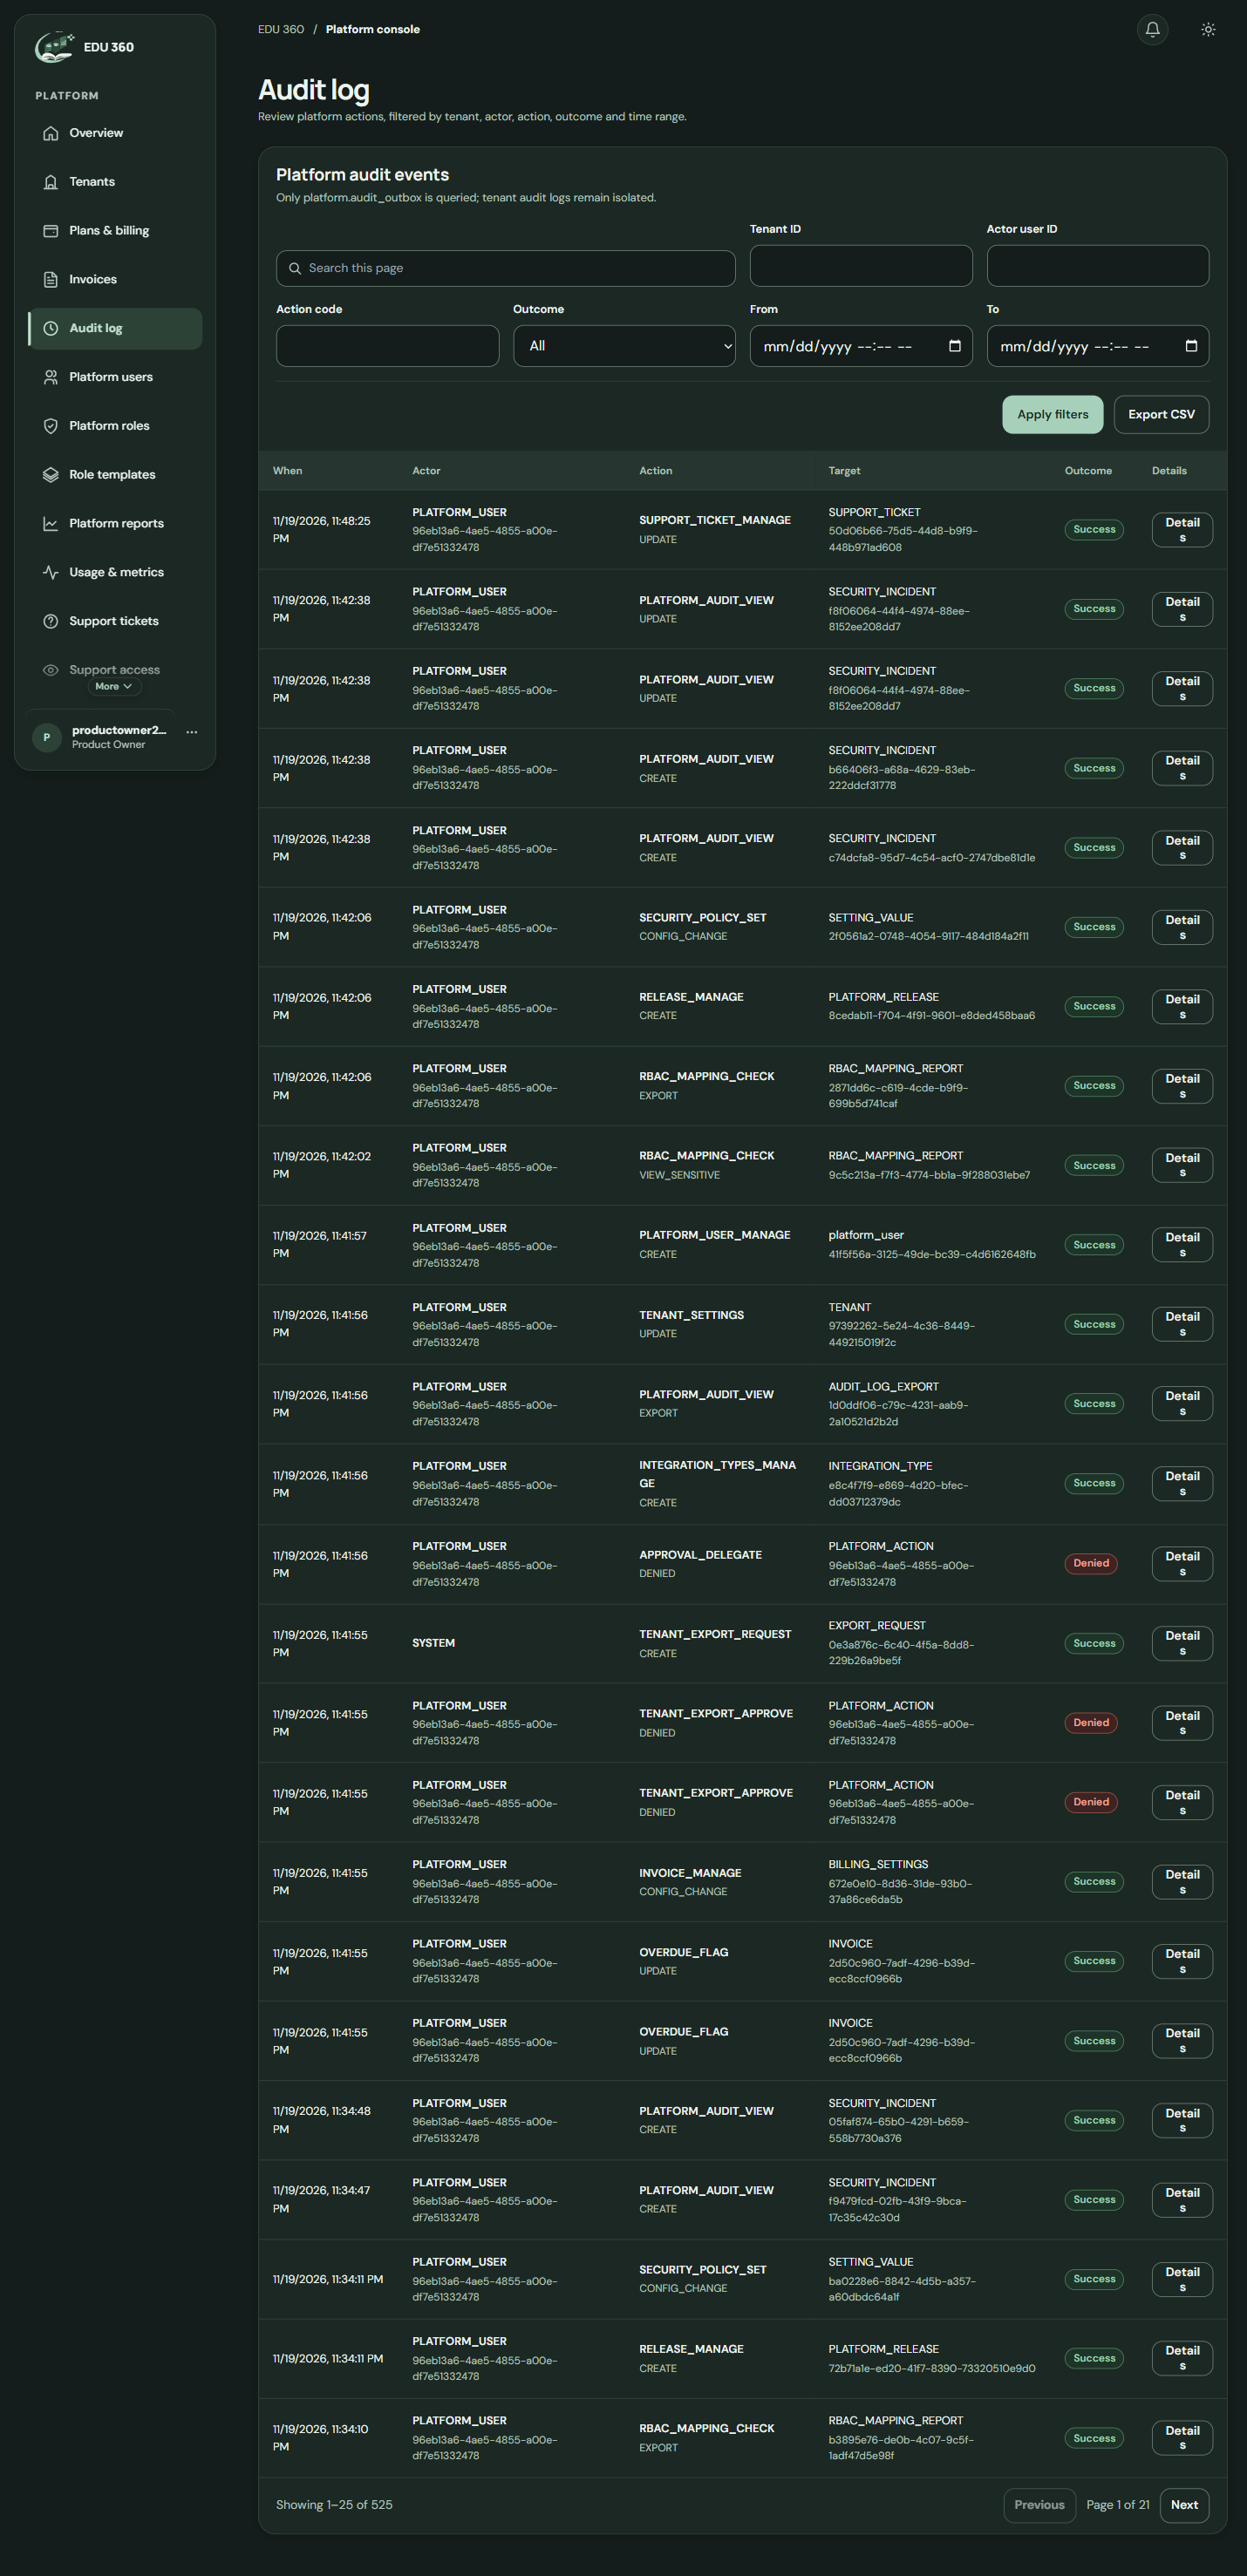 EDU 360
PLATFORM
Overview
Tenants
Plans & billing
Invoices
Audit log
Platform users
Platform roles
Role templates
Platform reports
Usage & metrics
Support tickets
Support access
More
P
productowner2...
Product Owner
...
EDU 360 / Platform console
Audit log
Review platform actions, filtered by tenant, actor, action, outcome and time range.
Platform audit events
Only platform.audit_outbox is queried; tenant audit logs remain isolated.
Search this page
Tenant ID
Actor user ID
Action code
Outcome
From
To
All
mm/dd/yyyy --:-- --
mm/dd/yyyy --:-- --
Apply filters
Export CSV
When Actor Action Target Outcome Details
11/19/2026, 11:48:25 PM
PLATFORM_USER
96eb13a6-4ae5-4855-a00e-
df7e51332478
SUPPORT_TICKET_MANAGE
UPDATE
SUPPORT_TICKET
50d06b66-75d5-44d8-b9f9-
448b971ad608
Success
Details
11/19/2026, 11:42:38 PM
PLATFORM_USER
96eb13a6-4ae5-4855-a00e-
df7e51332478
PLATFORM_AUDIT_VIEW
UPDATE
SECURITY_INCIDENT
f8f06064-44f4-4974-88ee-
8152ee208dd7
Success
Details
11/19/2026, 11:42:38 PM
PLATFORM_USER
96eb13a6-4ae5-4855-a00e-
df7e51332478
PLATFORM_AUDIT_VIEW
UPDATE
SECURITY_INCIDENT
f8f06064-44f4-4974-88ee-
8152ee208dd7
Success
Details
11/19/2026, 11:42:38 PM
PLATFORM_USER
96eb13a6-4ae5-4855-a00e-
df7e51332478
PLATFORM_AUDIT_VIEW
CREATE
SECURITY_INCIDENT
b66406f3-a68a-4629-83eb-
222ddcf31778
Success
Details
11/19/2026, 11:42:38 PM
PLATFORM_USER
96eb13a6-4ae5-4855-a00e-
df7e51332478
PLATFORM_AUDIT_VIEW
CREATE
SECURITY_INCIDENT
c74dcfa8-95d7-4c54-acf0-2747dbe81d1e
Success
Details
11/19/2026, 11:42:06 PM
PLATFORM_USER
96eb13a6-4ae5-4855-a00e-
df7e51332478
SECURITY_POLICY_SET
CONFIG_CHANGE
SETTING_VALUE
2f0561a2-0748-4054-9117-484d184a2f11
Success
Details
11/19/2026, 11:42:06 PM
PLATFORM_USER
96eb13a6-4ae5-4855-a00e-
df7e51332478
RELEASE_MANAGE
CREATE
PLATFORM_RELEASE
8cedab11-f704-4f91-9601-e8ded458baa6
Success
Details
11/19/2026, 11:42:06 PM
PLATFORM_USER
96eb13a6-4ae5-4855-a00e-
df7e51332478
RBAC_MAPPING_CHECK
EXPORT
RBAC_MAPPING_REPORT
2871dd6c-c619-4cde-b9f9-
699b5d741caf
Success
Details
11/19/2026, 11:42:02 PM
PLATFORM_USER
96eb13a6-4ae5-4855-a00e-
df7e51332478
RBAC_MAPPING_CHECK
VIEW_SENSITIVE
RBAC_MAPPING_REPORT
9c5c213a-f7f3-4774-bb1a-9f288031ebe7
Success
Details
11/19/2026, 11:41:57 PM
PLATFORM_USER
96eb13a6-4ae5-4855-a00e-
df7e51332478
PLATFORM_USER_MANAGE
CREATE
platform_user
41f5f56a-3125-49de-bc39-c4d6162648fb
Success
Details
11/19/2026, 11:41:56 PM
PLATFORM_USER
96eb13a6-4ae5-4855-a00e-
df7e51332478
TENANT_SETTINGS
UPDATE
TENANT
97392262-5e24-4c36-8449-
449215019f2c
Success
Details
11/19/2026, 11:41:56 PM
PLATFORM_USER
96eb13a6-4ae5-4855-a00e-
df7e51332478
PLATFORM_AUDIT_VIEW
EXPORT
AUDIT_LOG_EXPORT
1d0ddf06-c79c-4231-aab9-
2a10521d2b2d
Success
Details
11/19/2026, 11:41:56 PM
PLATFORM_USER
96eb13a6-4ae5-4855-a00e-
df7e51332478
INTEGRATION_TYPES_MANAGE
CREATE
INTEGRATION_TYPE
e8c4f7f9-e869-4d20-bfec-
dd03712379dc
Success
Details
11/19/2026, 11:41:56 PM
PLATFORM_USER
96eb13a6-4ae5-4855-a00e-
df7e51332478
APPROVAL_DELEGATE
DENIED
PLATFORM_ACTION
96eb13a6-4ae5-4855-a00e-
df7e51332478
Denied
Details
11/19/2026, 11:41:55 PM
SYSTEM
TENANT_EXPORT_REQUEST
CREATE
EXPORT_REQUEST
0e3a876c-6c40-4f5a-8dd8-
229b26a9be5f
Success
Details
11/19/2026, 11:41:55 PM
PLATFORM_USER
96eb13a6-4ae5-4855-a00e-
df7e51332478
TENANT_EXPORT_APPROVE
DENIED
PLATFORM_ACTION
96eb13a6-4ae5-4855-a00e-
df7e51332478
Denied
Details
11/19/2026, 11:41:55 PM
PLATFORM_USER
96eb13a6-4ae5-4855-a00e-
df7e51332478
TENANT_EXPORT_APPROVE
DENIED
PLATFORM_ACTION
96eb13a6-4ae5-4855-a00e-
df7e51332478
Denied
Details
11/19/2026, 11:41:55 PM
PLATFORM_USER
96eb13a6-4ae5-4855-a00e-
df7e51332478
INVOICE_MANAGE
CONFIG_CHANGE
BILLING_SETTINGS
672e0e10-8d36-31de-93b0-
37a86ce6da5b
Success
Details
11/19/2026, 11:41:55 PM
PLATFORM_USER
96eb13a6-4ae5-4855-a00e-
df7e51332478
OVERDUE_FLAG
UPDATE
INVOICE
2d50c960-7adf-4296-b39d-
ecc8ccf0966b
Success
Details
11/19/2026, 11:41:55 PM
PLATFORM_USER
96eb13a6-4ae5-4855-a00e-
df7e51332478
OVERDUE_FLAG
UPDATE
INVOICE
2d50c960-7adf-4296-b39d-
ecc8ccf0966b
Success
Details
11/19/2026, 11:34:48 PM
PLATFORM_USER
96eb13a6-4ae5-4855-a00e-
df7e51332478
PLATFORM_AUDIT_VIEW
CREATE
SECURITY_INCIDENT
05faf874-65b0-4291-b659-
558b7730a376
Success
Details
11/19/2026, 11:34:47 PM
PLATFORM_USER
96eb13a6-4ae5-4855-a00e-
df7e51332478
PLATFORM_AUDIT_VIEW
CREATE
SECURITY_INCIDENT
f9479fcd-02fb-43f9-9bca-
17c35c42c30d
Success
Details
11/19/2026, 11:34:11 PM
PLATFORM_USER
96eb13a6-4ae5-4855-a00e-
df7e51332478
SECURITY_POLICY_SET
CONFIG_CHANGE
SETTING_VALUE
ba0228e6-8842-4d5b-a357-
a60dbdc64a1f
Success
Details
11/19/2026, 11:34:11 PM
PLATFORM_USER
96eb13a6-4ae5-4855-a00e-
df7e51332478
RELEASE_MANAGE
CREATE
PLATFORM_RELEASE
72b71a1e-ed20-41f7-8390-73320510e9d0
Success
Details
11/19/2026, 11:34:10 PM
PLATFORM_USER
96eb13a6-4ae5-4855-a00e-
df7e51332478
RBAC_MAPPING_CHECK
EXPORT
RBAC_MAPPING_REPORT
b3895e76-de0b-4c07-9c5f-
1adf47d5e98f
Success
Details
Showing 1–25 of 525
Previous
Page 1 of 21
Next